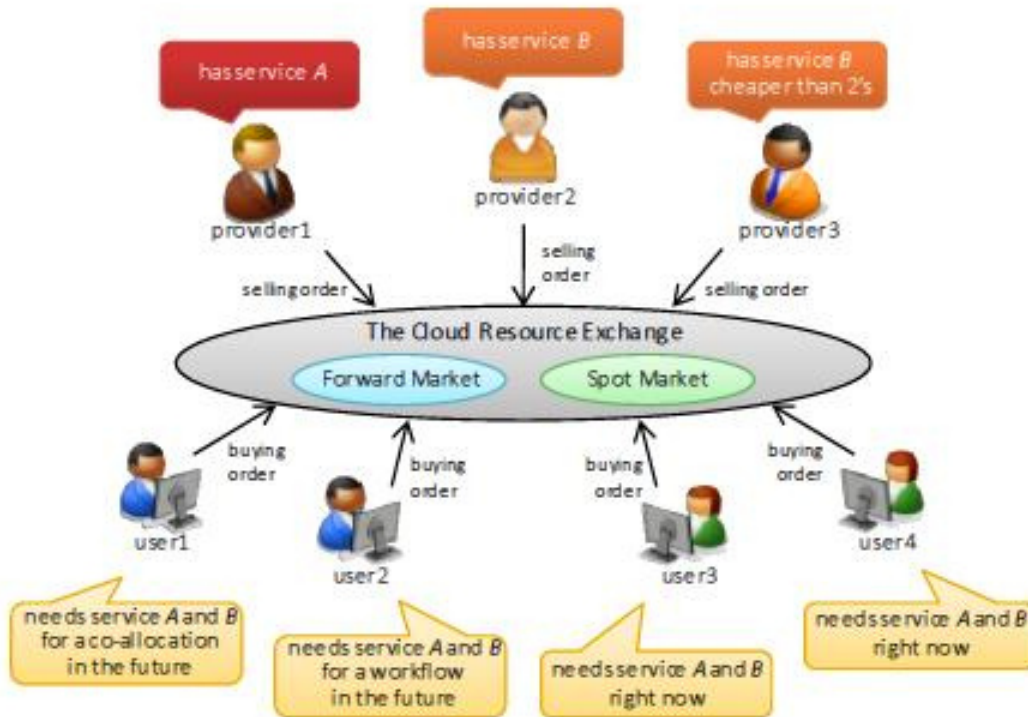 has service A
has service B
has service B
cheaper than 2's
provider1
provider2
provider3
selling order
selling
order
selling order
The Cloud Resource Exchange
Forward Market
Spot Market
buying
order
buying
order
buying
order
buying
order
user1
user2
user3
user4
needs service A and B
for a co-allocation
in the future
needs service A and B
for a workflow
in the future
needs service A and B
right now
needs service A and B
right now